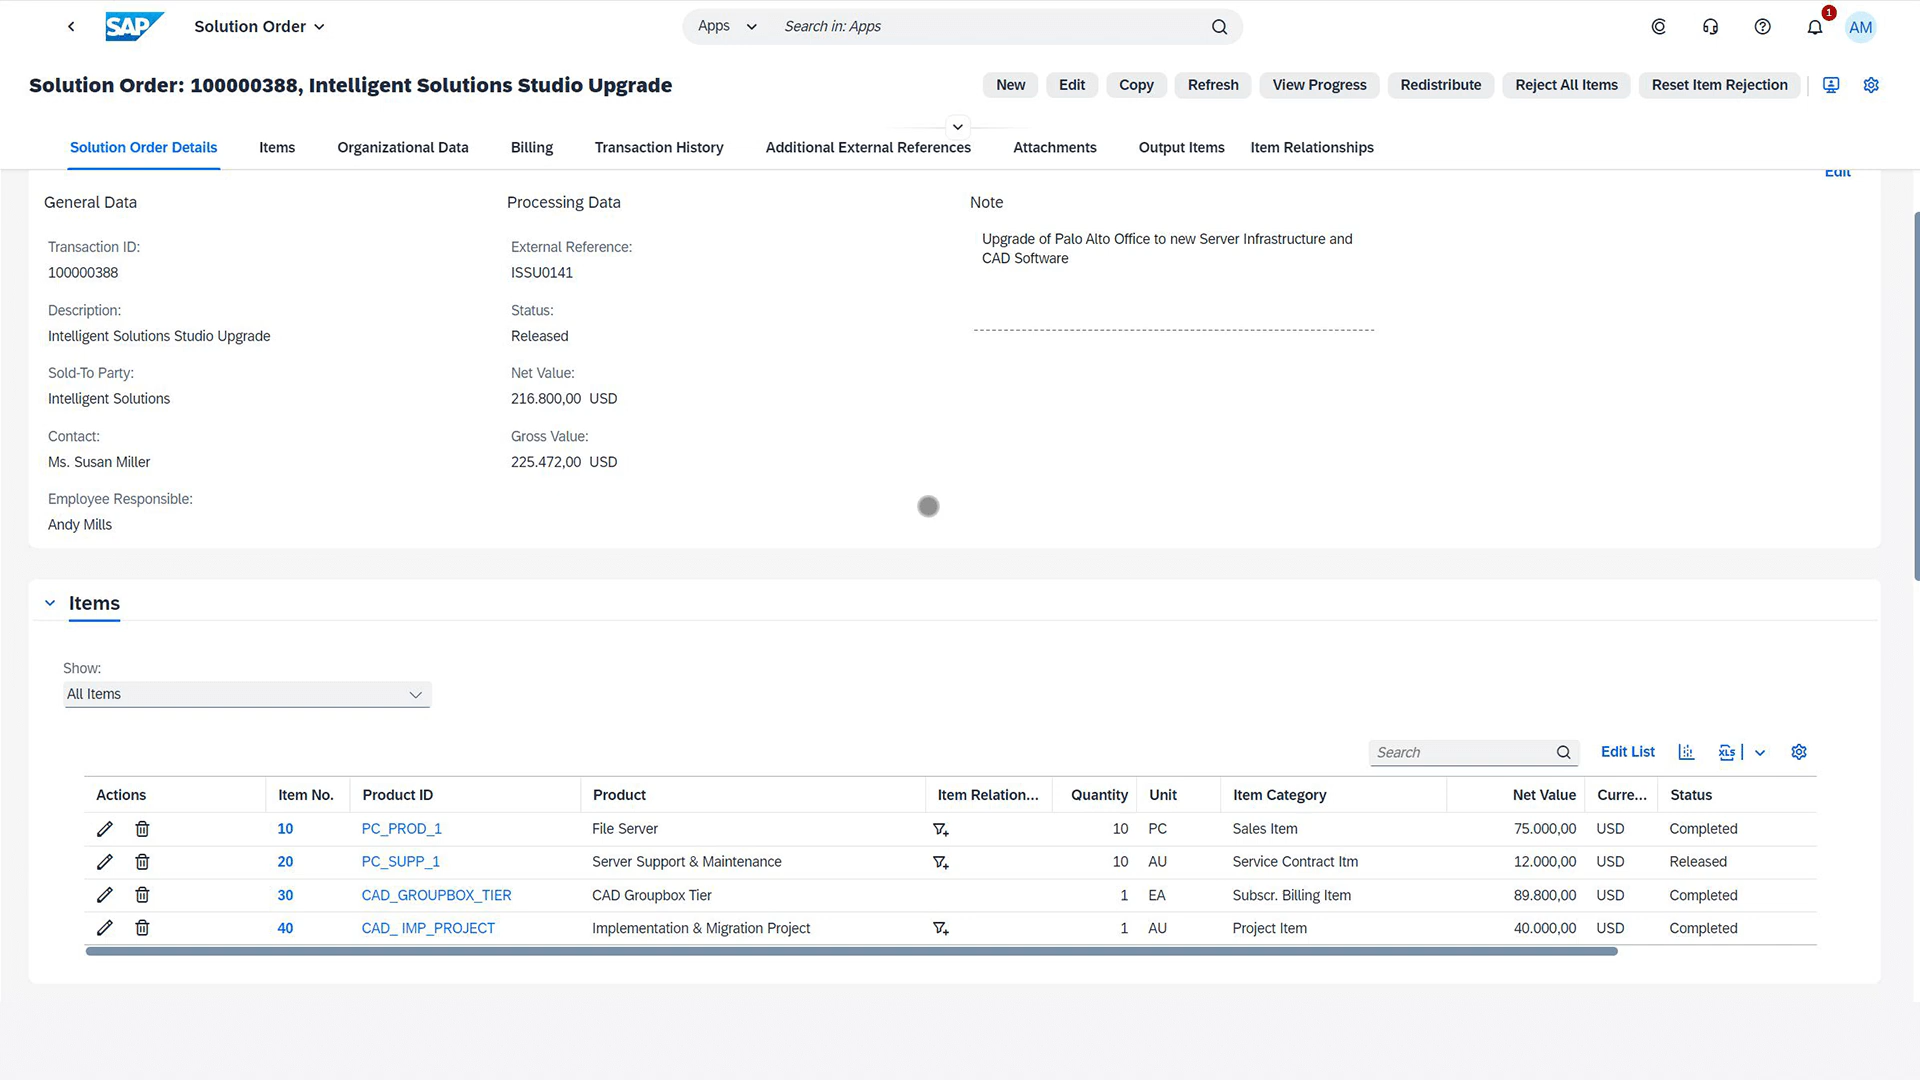 SAP Solution Order Apps Search in: Apps 1 AM
Solution Order: 100000388, Intelligent Solutions Studio Upgrade New Edit Copy Refresh View Progress Redistribute Reject All Items Reset Item Rejection
Solution Order Details Items Organizational Data Billing Transaction History Additional External References Attachments Output Items Item Relationships
Edit
General Data Processing Data Note
Upgrade of Palo Alto Office to new Server Infrastructure and
CAD Software
Transaction ID: External Reference:
100000388 ISSU0141
Description: Status:
Intelligent Solutions Studio Upgrade Released
Sold-To Party: Net Value:
Intelligent Solutions 216.800,00 USD
Contact: Gross Value:
Ms. Susan Miller 225.472,00 USD
Employee Responsible:
Andy Mills
Items
Show:
All Items
Search Edit List XLS
Actions Item No. Product ID Product Item Relation... Quantity Unit Item Category Net Value Curre... Status
10 PC_PROD_1 File Server 10 PC Sales Item 75.000,00 USD Completed
20 PC_SUPP_1 Server Support & Maintenance 10 AU Service Contract Itm 12.000,00 USD Released
30 CAD_GROUPBOX_TIER CAD Groupbox Tier 1 EA Subscr. Billing Item 89.800,00 USD Completed
40 CAD_ IMP_PROJECT Implementation & Migration Project 1 AU Project Item 40.000,00 USD Completed